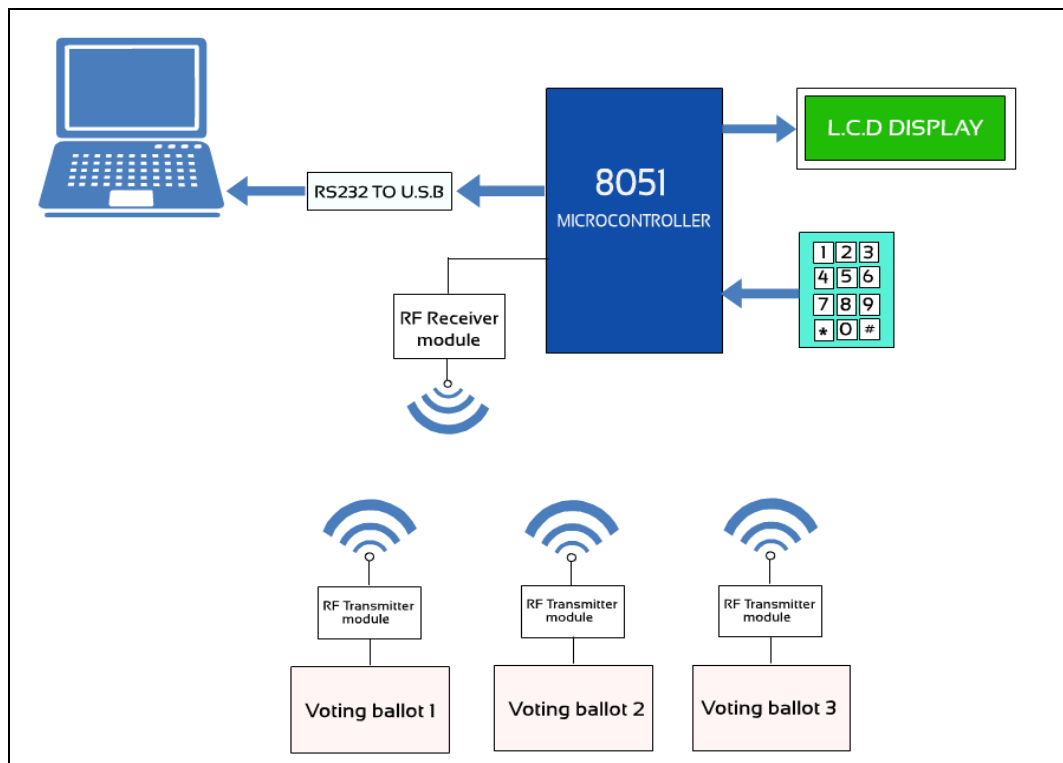 L.C.D DISPLAY
8051
MICROCONTROLLER
RS232 TO U.S.B
1 2 3
4 5 6
7 8 9
* 0 #
RF Receiver
module
RF Transmitter
module
RF Transmitter
module
RF Transmitter
module
Voting ballot 1
Voting ballot 2
Voting ballot 3